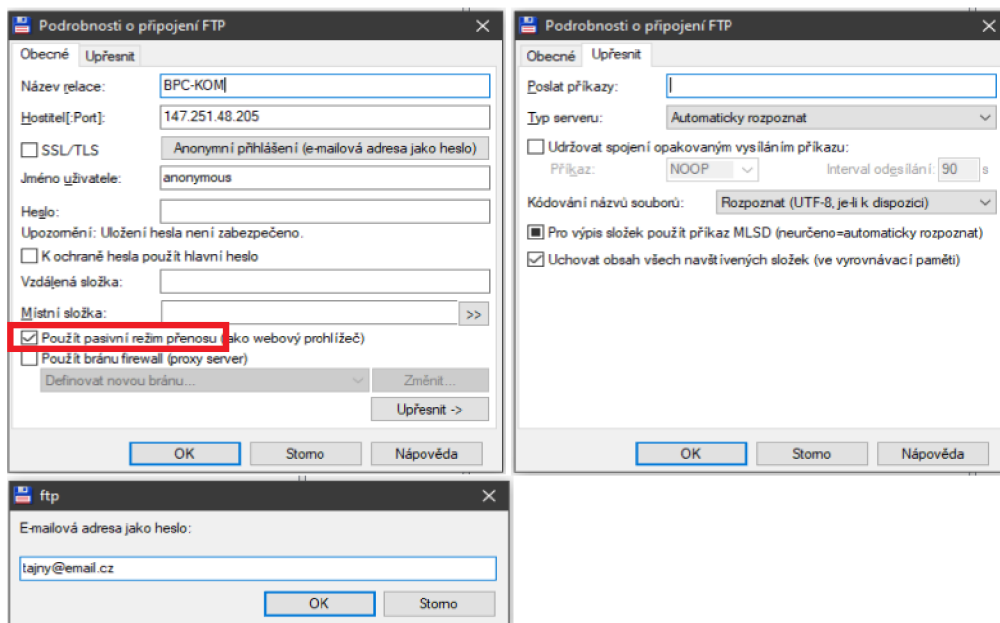 Podrobnosti o připojení FTP
Obecné Upřesnit
Název relace: BPC-KOM
Hostitel[:Port]: 147.251.48.205
SSL/TLS Anonymní přihlášení (e-mailová adresa jako heslo)
Jméno uživatele: anonymous
Heslo:
Upozornění: Uložení hesla není zabezpečeno.
K ochraně hesla použít hlavní heslo
Vzdálená složka:
Místní složka: >>
Použít pasivní režim přenosu (jako webový prohlížeč)
Použít bránu firewall (proxy server)
Definovat novou bránu... Změnit...
Upřesnit ->
OK Storno Nápověda
Podrobnosti o připojení FTP
Obecné Upřesnit
Poslat příkazy:
Typ serveru: Automaticky rozpoznat
Udržovat spojení opakovaným vysíláním příkazu:
Příkaz: NOOP Interval odesílání: 90 s
Kódování názvů souborů: Rozpoznat (UTF-8, je-li k dispozici)
Pro výpis složek použít příkaz MLSD (neurčeno=automaticky rozpoznat)
Uchovat obsah všech navštívených složek (ve vyrovnávací paměti)
OK Storno Nápověda
ftp
E-mailová adresa jako heslo:
tajny@email.cz
OK Storno